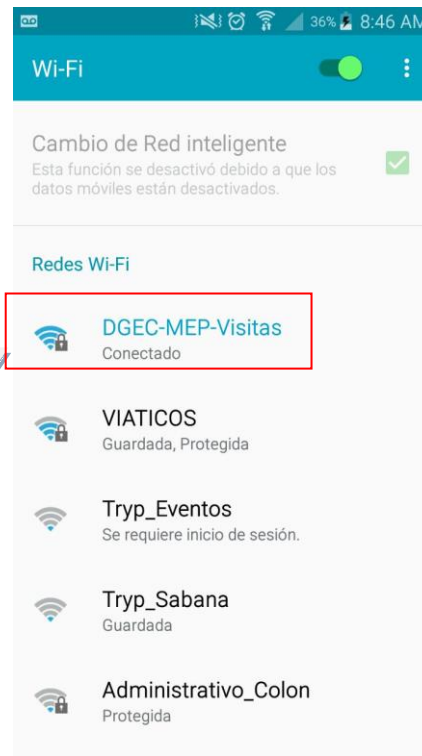 36% 8:46 AM
Wi-Fi
Cambio de Red inteligente
Esta función se desactivó debido a que los
datos móviles están desactivados.
Redes Wi-Fi
DGEC-MEP-Visitas
Conectado
VIATICOS
Guardada, Protegida
Tryp_Eventos
Se requiere inicio de sesión.
Tryp_Sabana
Guardada
Administrativo_Colon
Protegida